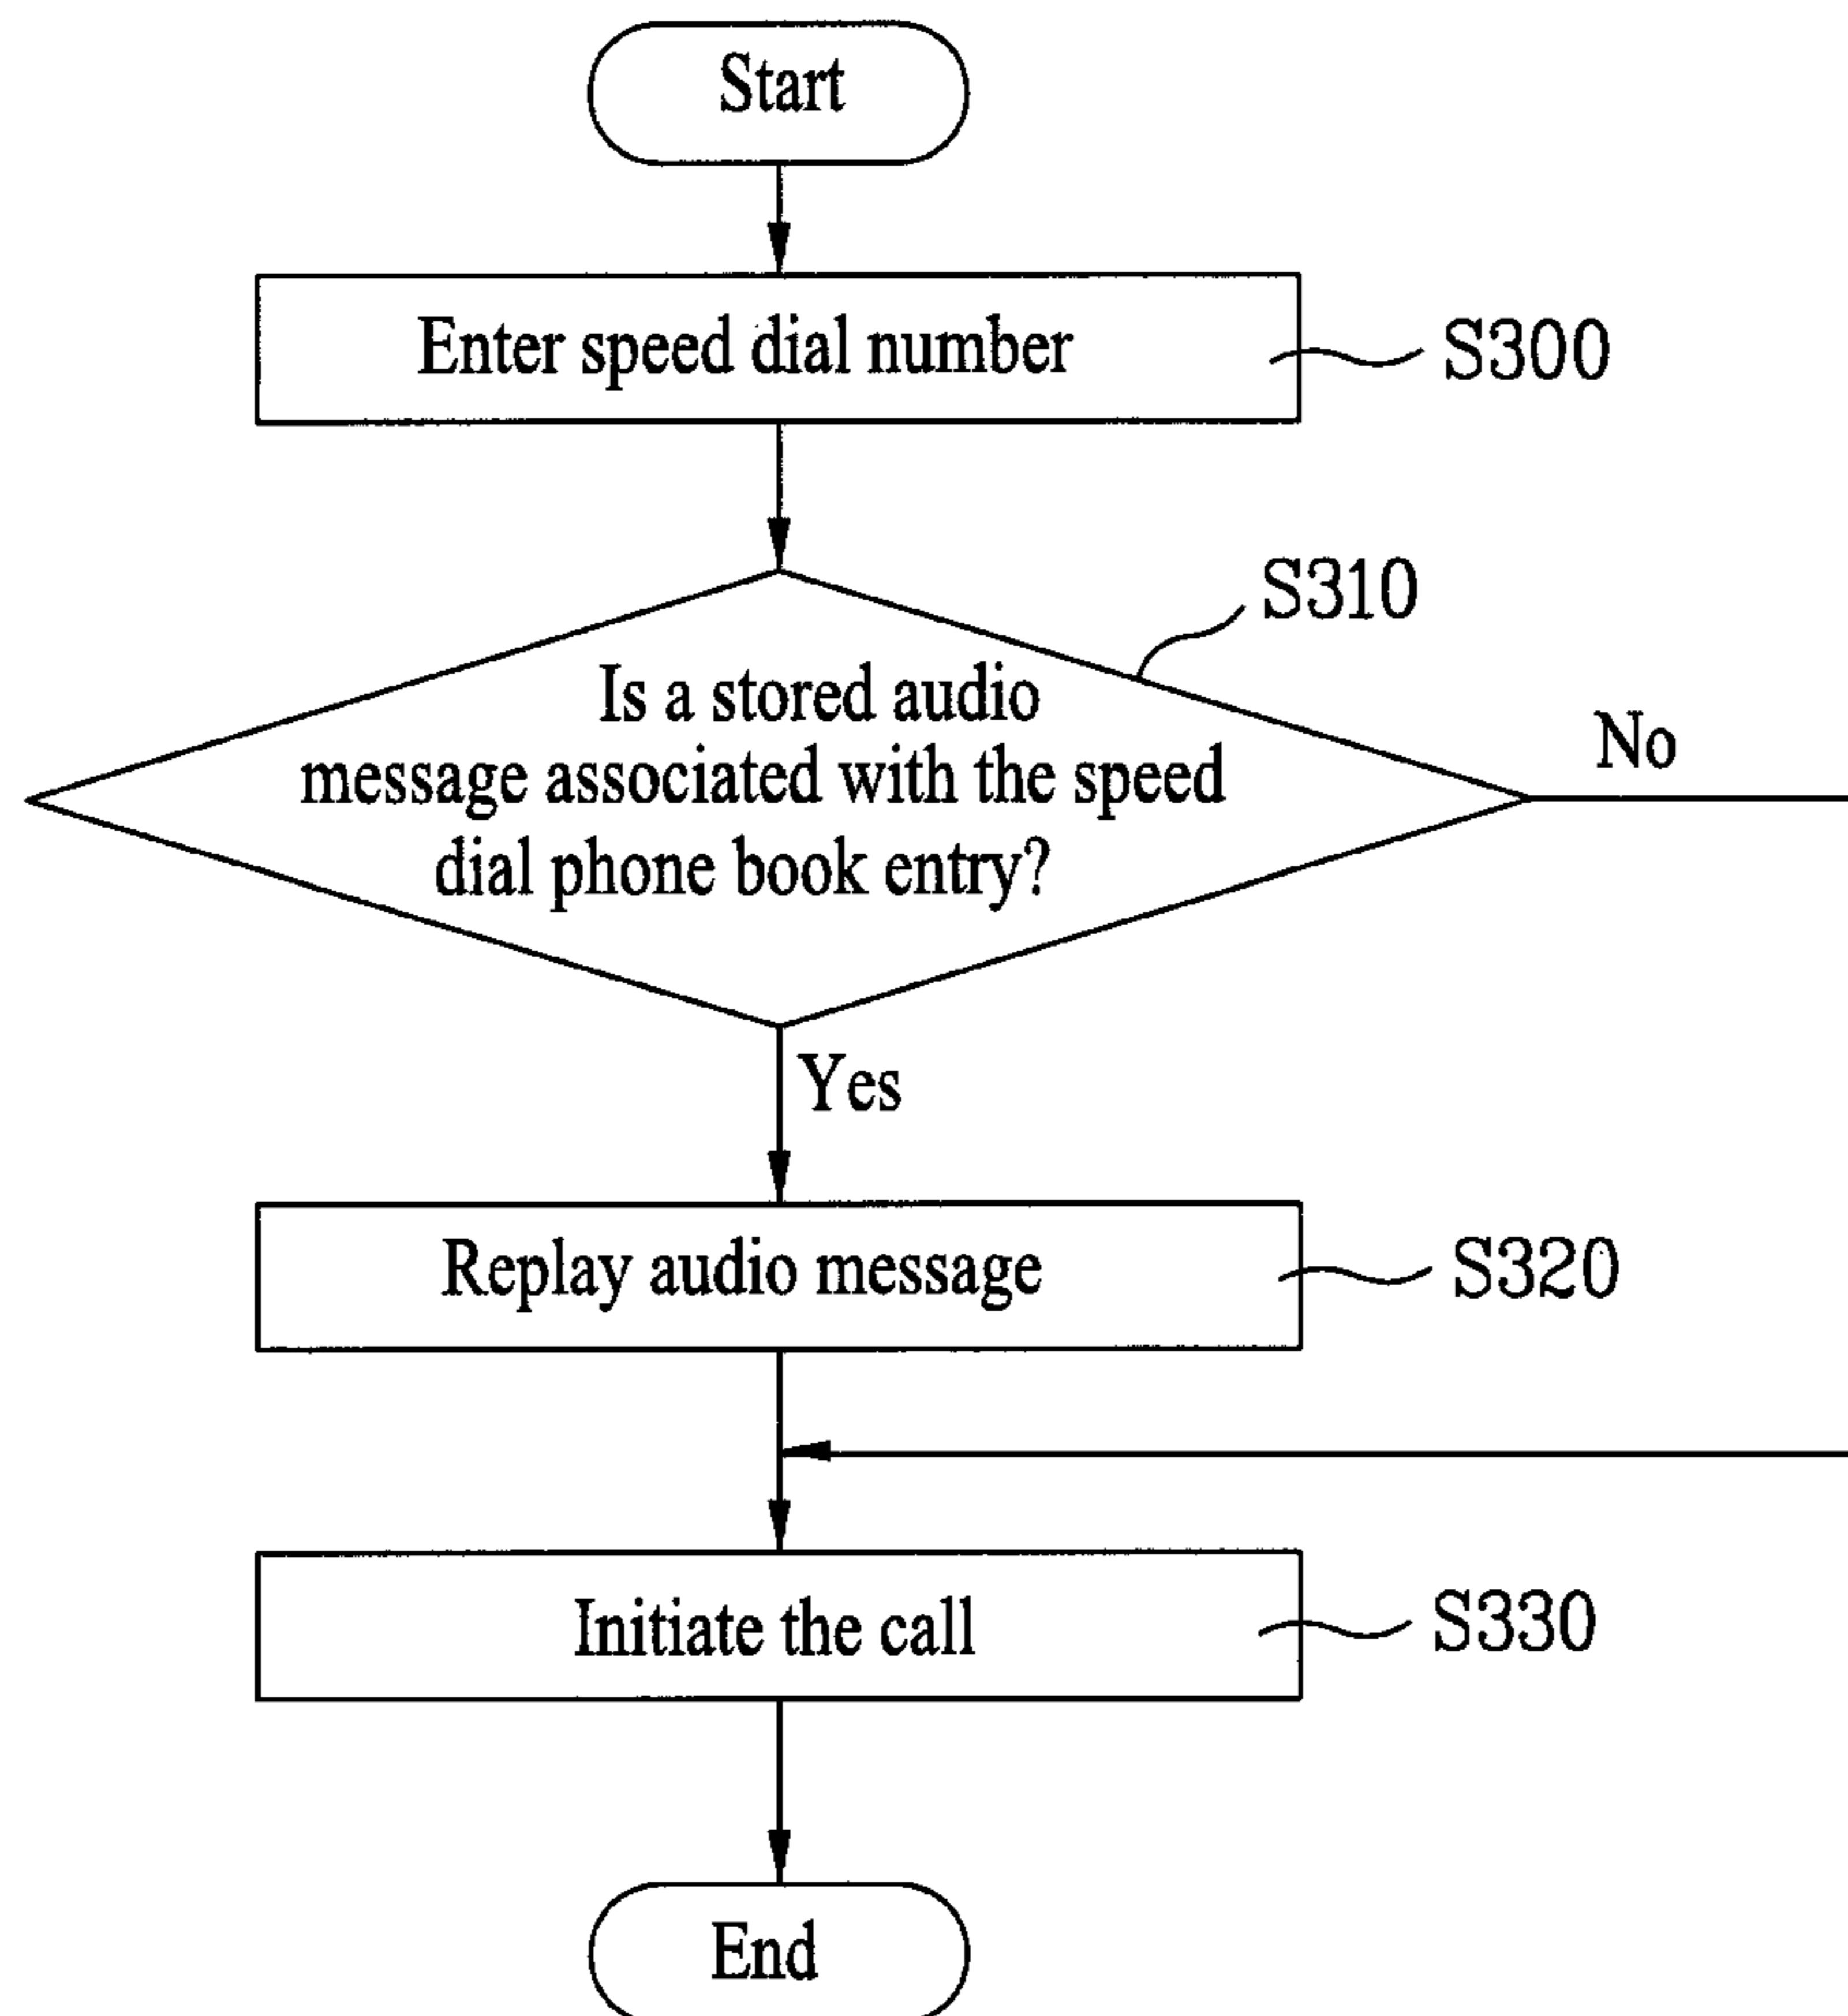 Start
Enter speed dial number
S300
S310
Is a stored audio
message associated with the speed
dial phone book entry?
No
Yes
Replay audio message
S320
Initiate the call
S330
End